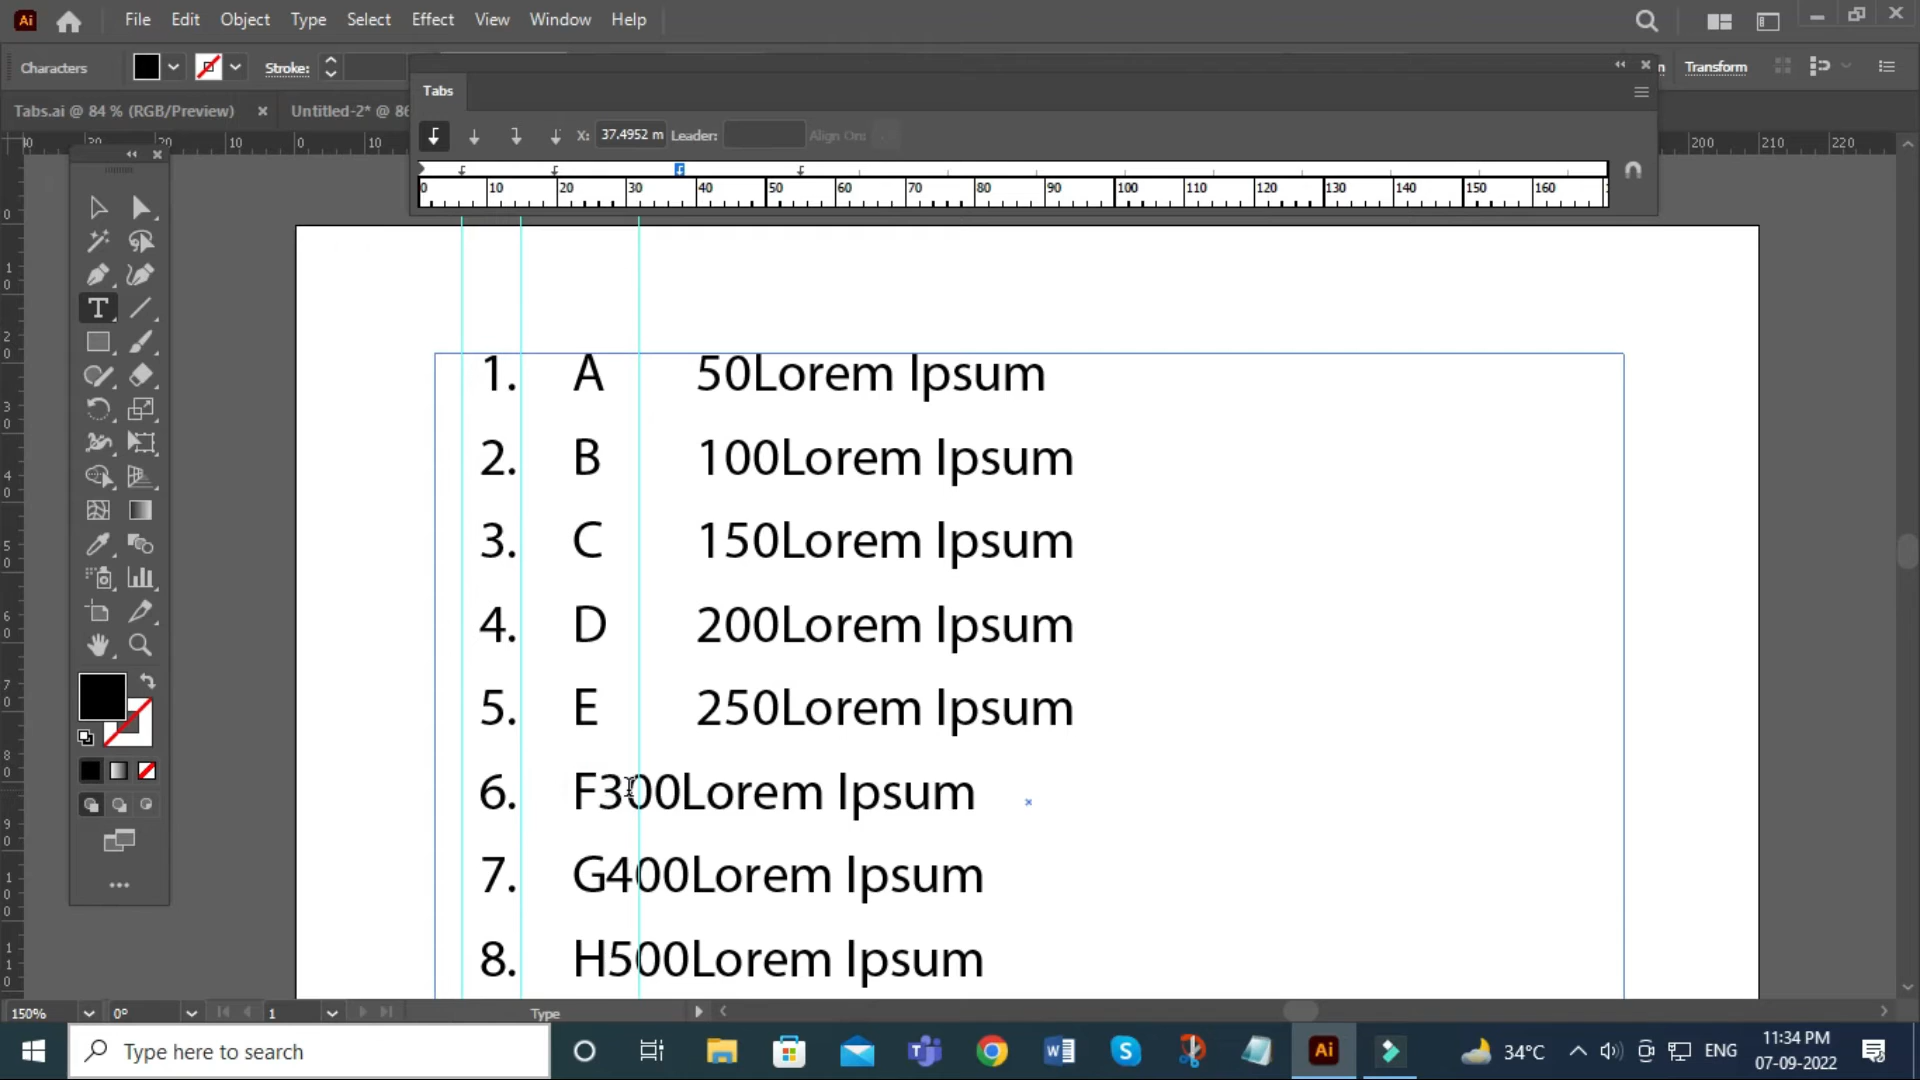 File Edit Object Type Select Effect View Window Help
Characters Stroke: Transform
Tabs
Tabs.ai @ 84 % (RGB/Preview) × Untitled-2* @ 86
X: 37.4952 m Leader: Align On:
0 10 20 30 40 50 60 70 80 90 100 110 120 130 140 150 160
10 0 10 200 210 220
1. A 50Lorem Ipsum
2. B 100Lorem Ipsum
3. C 150Lorem Ipsum
4. D 200Lorem Ipsum
5. E 250Lorem Ipsum
6. F300Lorem Ipsum
7. G400Lorem Ipsum
8. H500Lorem Ipsum
150% 0° 1 Type
Type here to search
34°C ENG
11:34 PM
07-09-2022